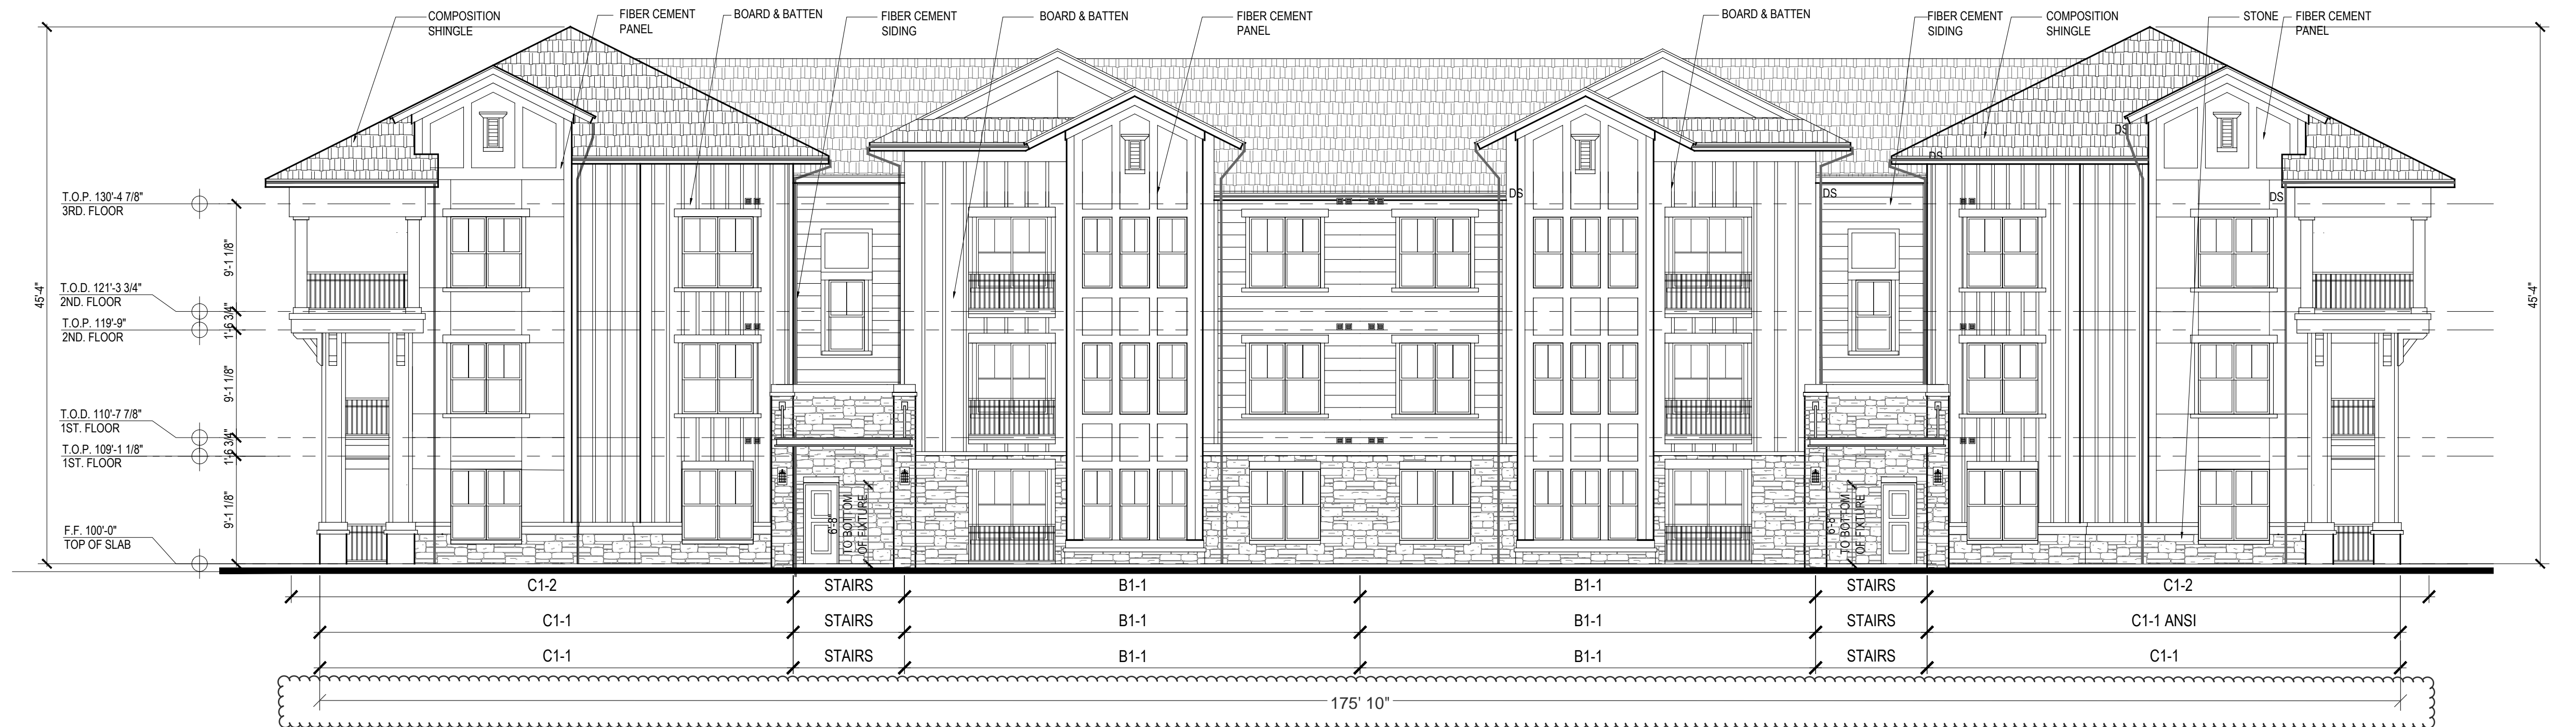 COMPOSITION
SHINGLE
FIBER CEMENT
PANEL
BOARD & BATTEN
FIBER CEMENT
SIDING
BOARD & BATTEN
FIBER CEMENT
PANEL
BOARD & BATTEN
FIBER CEMENT
SIDING
COMPOSITION
SHINGLE
STONE
FIBER CEMENT
PANEL
DS
DS
DS
DS
DS
45'-4"
45'-4"
T.O.P. 130'-4 7/8"
3RD. FLOOR
9'-1 1/8"
T.O.D. 121'-3 3/4"
2ND. FLOOR
1'-6 3/4"
T.O.P. 119'-9"
2ND. FLOOR
9'-1 1/8"
T.O.D. 110'-7 7/8"
1ST. FLOOR
1'-6 3/4"
T.O.P. 109'-1 1/8"
1ST. FLOOR
9'-1 1/8"
F.F. 100'-0"
TOP OF SLAB
6'-8"
TO BOTTOM
OF FIXTURE
6'-8"
TO BOTTOM
OF FIXTURE
C1-2 STAIRS B1-1 B1-1 STAIRS C1-2
C1-1 STAIRS B1-1 B1-1 STAIRS C1-1 ANSI
C1-1 STAIRS B1-1 B1-1 STAIRS C1-1
175' 10"